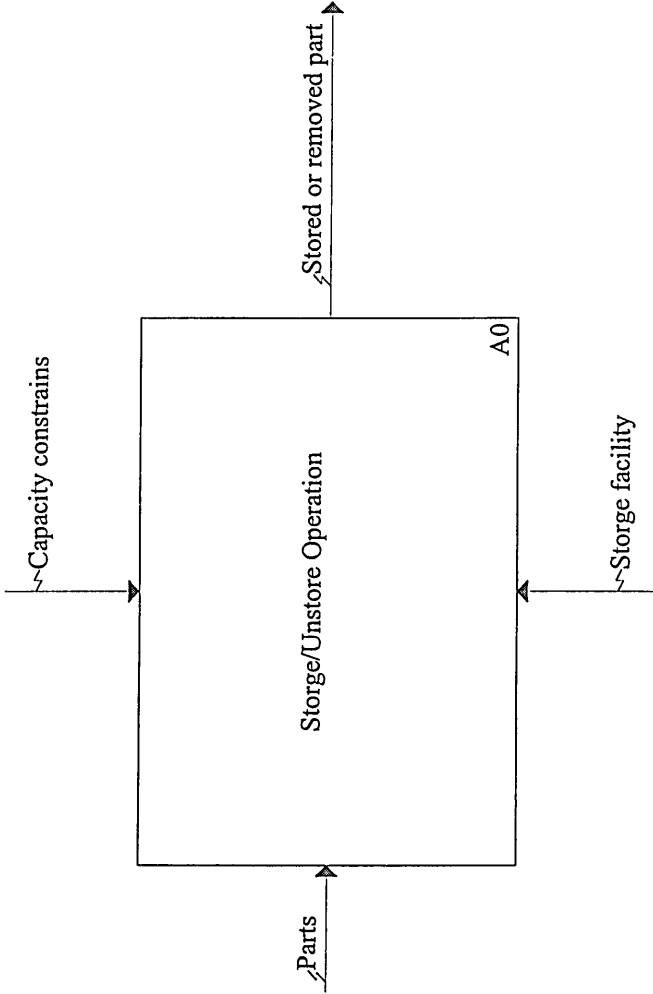 Capacity constrains
Parts
Storge/Unstore Operation
Stored or removed part
A0
Storge facility